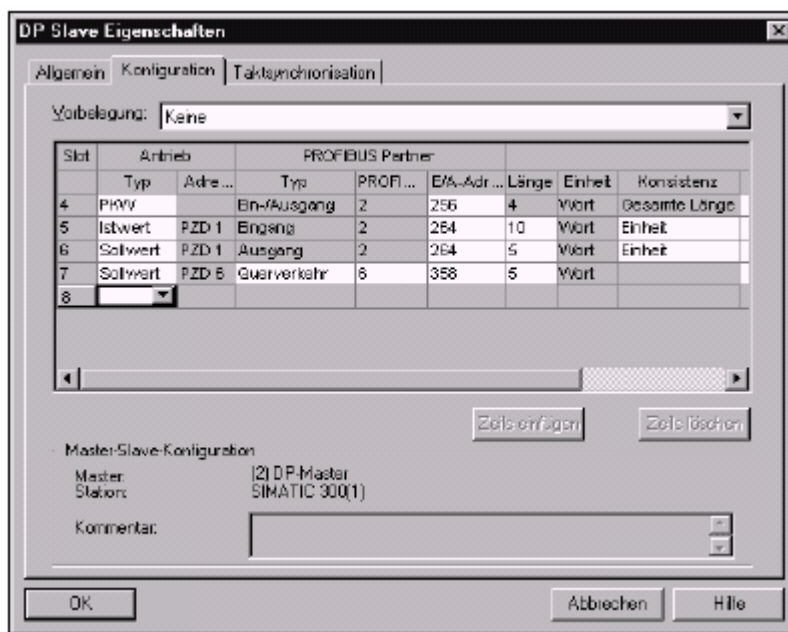 DP Slave Eigenschaften
Allgemein Konfiguration Taktsynchronisation
Vorbelegung: Keine
Slot Antrieb PROFIBUS Partner
Typ Adre... Typ PROFI... E/A-Adr... Länge Einheit Konsistenz
4 PKW Ein-/Ausgang 2 256 4 Wort Gesamte Länge
5 Istwert PZD 1 Eingang 2 264 10 Wort Einheit
6 Sollwert PZD 1 Ausgang 2 264 5 Wort Einheit
7 Sollwert PZD 6 Querverkehr 6 358 5 Wort
8
Zeile einfügen Zeile löschen
Master-Slave-Konfiguration
Master: (2) DP-Master
Station: SIMATIC 300(1)
Kommentar:
OK Abbrechen Hilfe